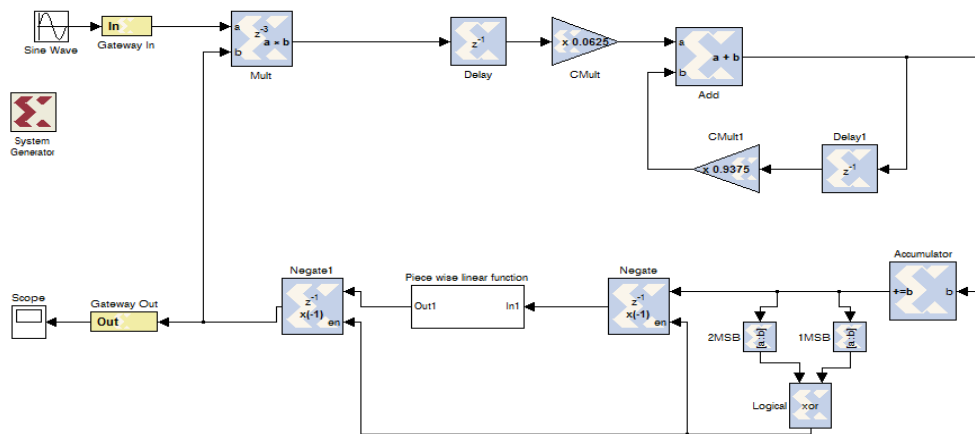 Sine Wave
In
Gateway In
a
b
z-3
a × b
Mult
z-1
Delay
x 0.0625
CMult
a
b
a + b
Add
System
Generator
CMult1
x 0.9375
Delay1
z-1
Scope
Gateway Out
Out
Negate1
z-1
x(-1)
en
Piece wise linear function
Out1
In1
Negate
z-1
x(-1)
en
Accumulator
+=b
b
2MSB
[a:b]
1MSB
[a:b]
Logical
xor